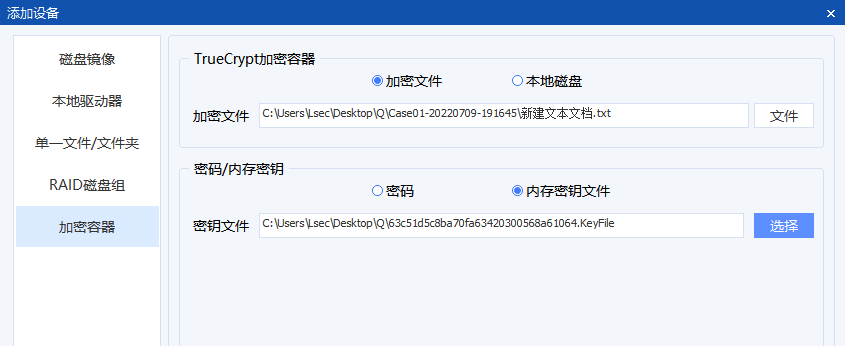 添加设备
磁盘镜像
本地驱动器
单一文件/文件夹
RAID磁盘组
加密容器
TrueCrypt加密容器
加密文件 本地磁盘
加密文件 C:\Users\Lsec\Desktop\Q\Case01-20220709-191645\新建文本文档.txt 文件
密码/内存密钥
密码 内存密钥文件
密钥文件 C:\Users\Lsec\Desktop\Q\63c51d5c8ba70fa63420300568a61064.KeyFile 选择